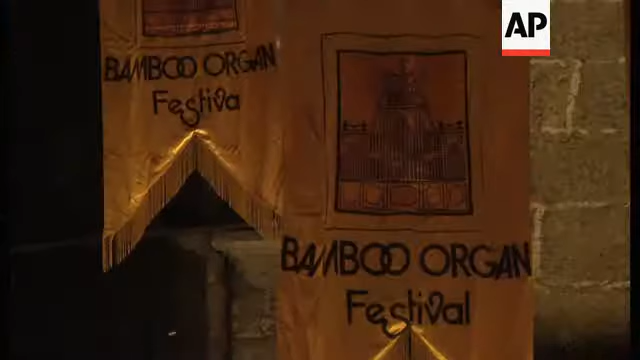 AP
BAMBOO ORGAN
Festival
BAMBOO ORGAN
Festival